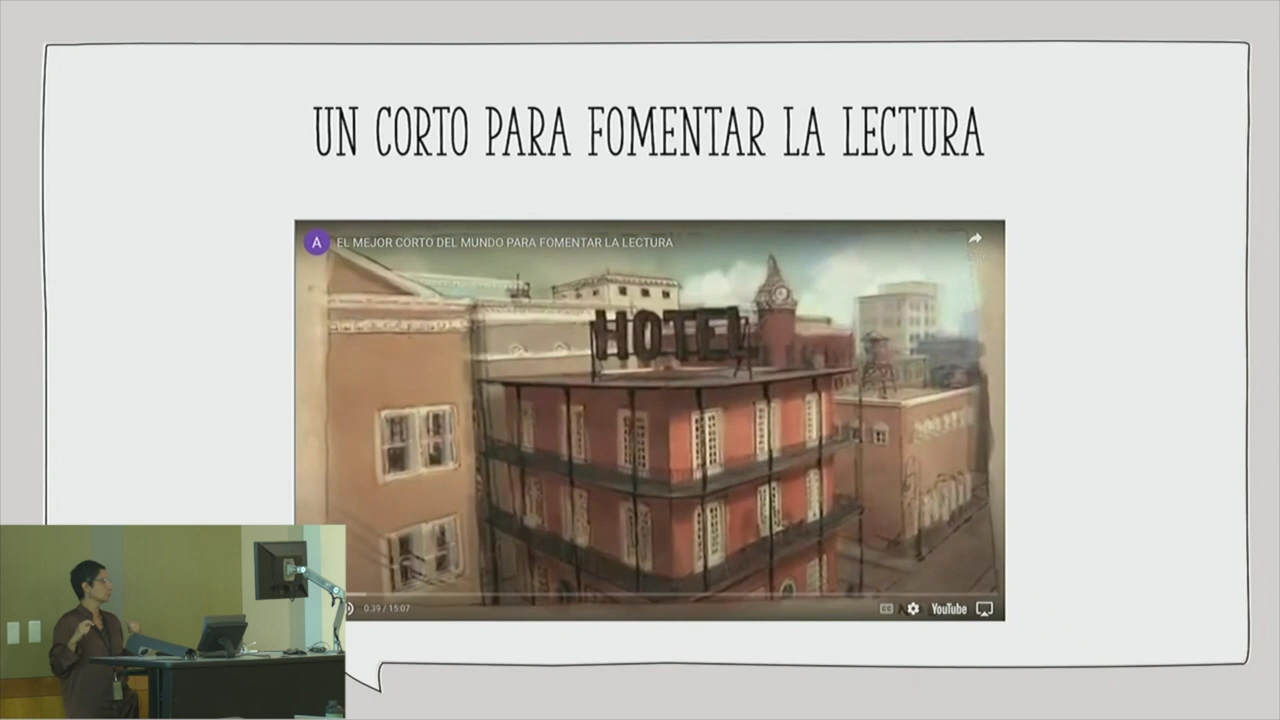 UN CORTO PARA FOMENTAR LA LECTURA
A EL MEJOR CORTO DEL MUNDO PARA FOMENTAR LA LECTURA
HOTEL
0:39 / 15:07
CC
YouTube